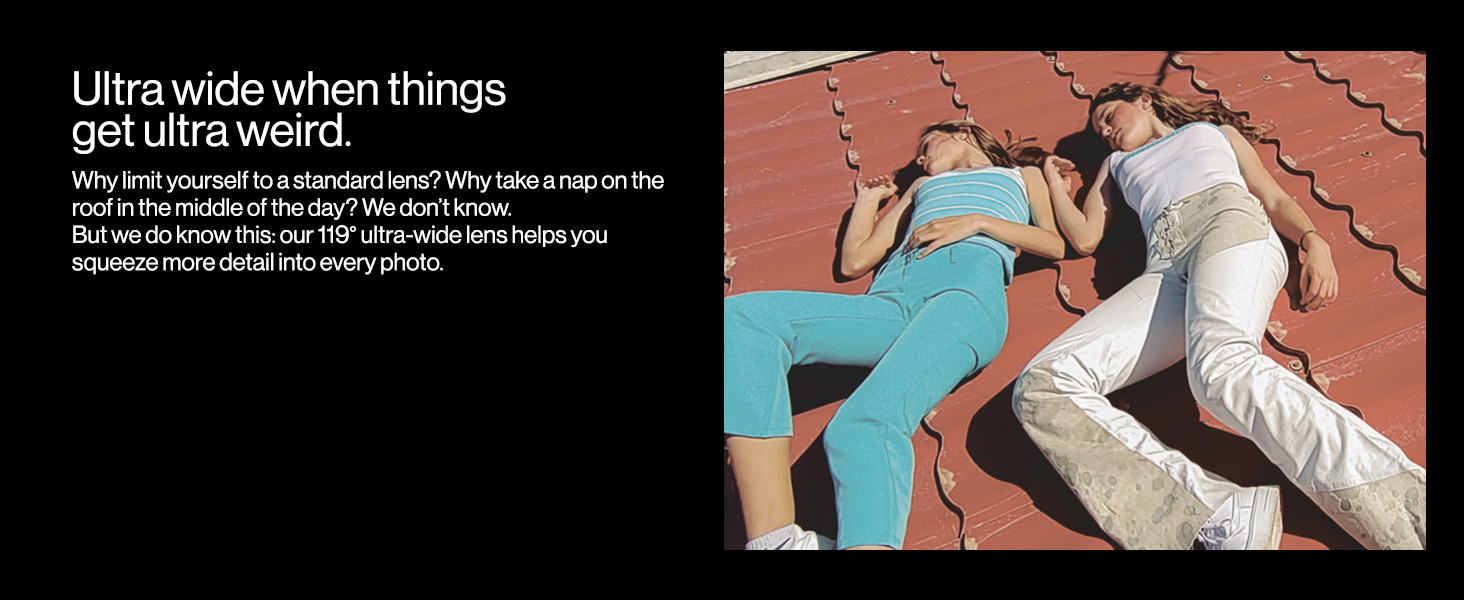 Ultra wide when things
get ultra weird.
Why limit yourself to a standard lens? Why take a nap on the
roof in the middle of the day? We don’t know.
But we do know this: our 119° ultra-wide lens helps you
squeeze more detail into every photo.